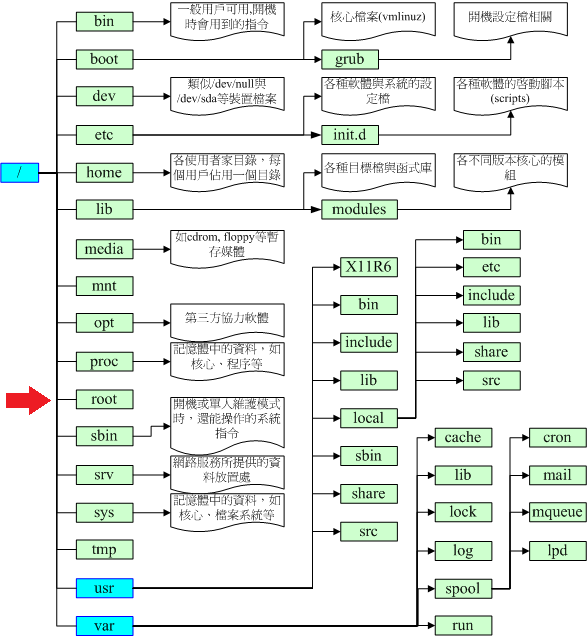 /
bin
一般用戶可用,開機
時會用到的指令
核心檔案(vmlinuz)
開機設定檔相關
boot
grub
dev
類似/dev/null與
/dev/sda等裝置檔案
各種軟體與系統的設
定檔
各種軟體的啓動腳本
(scripts)
etc
init.d
home
各使用者家目錄，每
個用戶佔用一個目錄
各種目標檔與函式庫
各不同版本核心的模
組
lib
modules
media
如cdrom, floppy等暫
存媒體
mnt
opt
第三方協力軟體
proc
記憶體中的資料，如
核心、程序等
root
sbin
開機或單人維護模式
時，還能操作的系統
指令
srv
網路服務所提供的資
料放置處
sys
記憶體中的資料，如
核心、檔案系統等
tmp
usr
var
X11R6
bin
include
lib
local
sbin
share
src
bin
etc
include
lib
share
src
cache
lib
lock
log
spool
run
cron
mail
mqueue
lpd